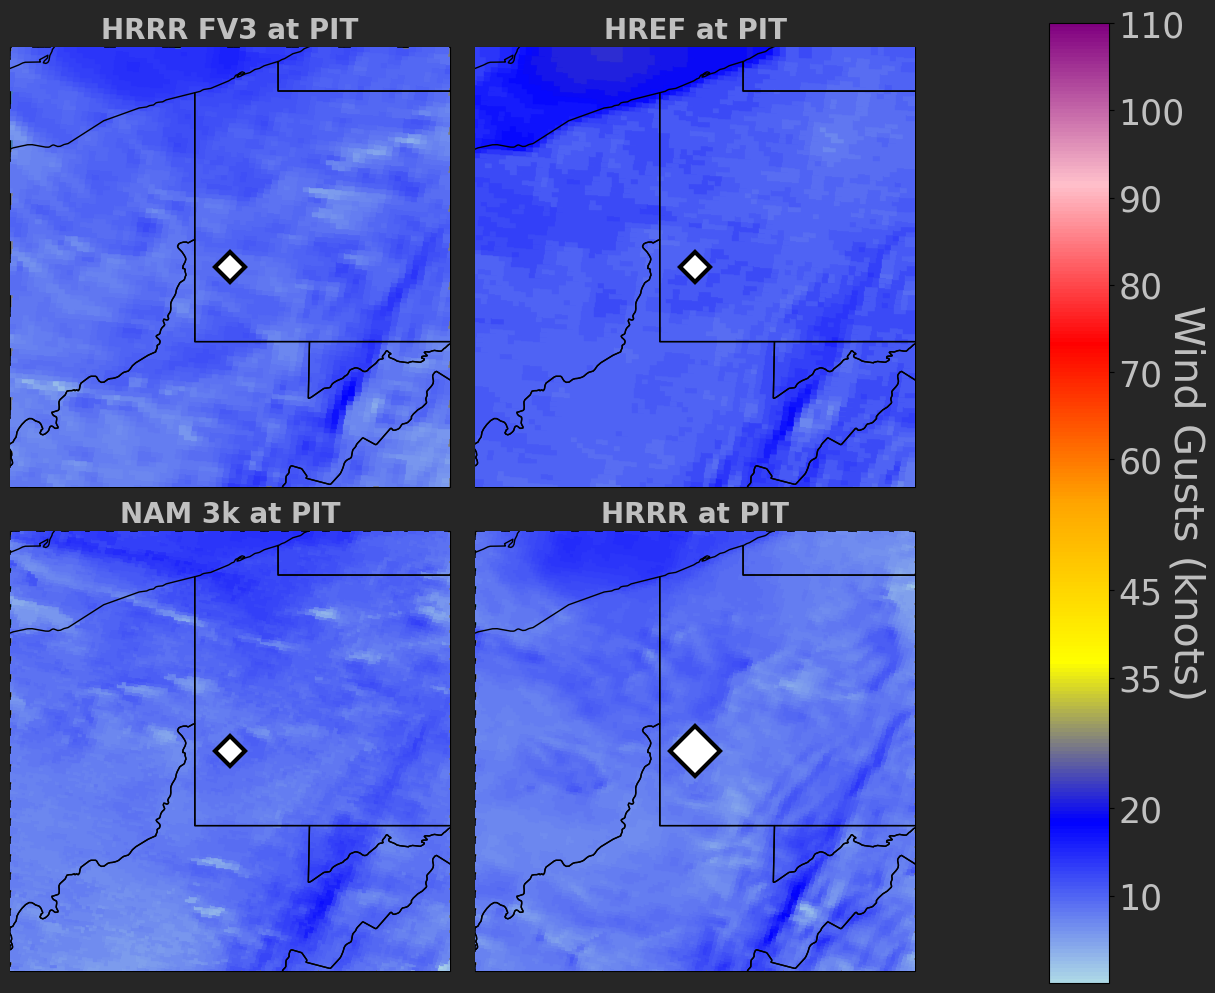 HRRR FV3 at PIT
HREF at PIT
NAM 3k at PIT
HRRR at PIT
110
100
90
80
70
60
45
35
20
10
Wind Gusts (knots)